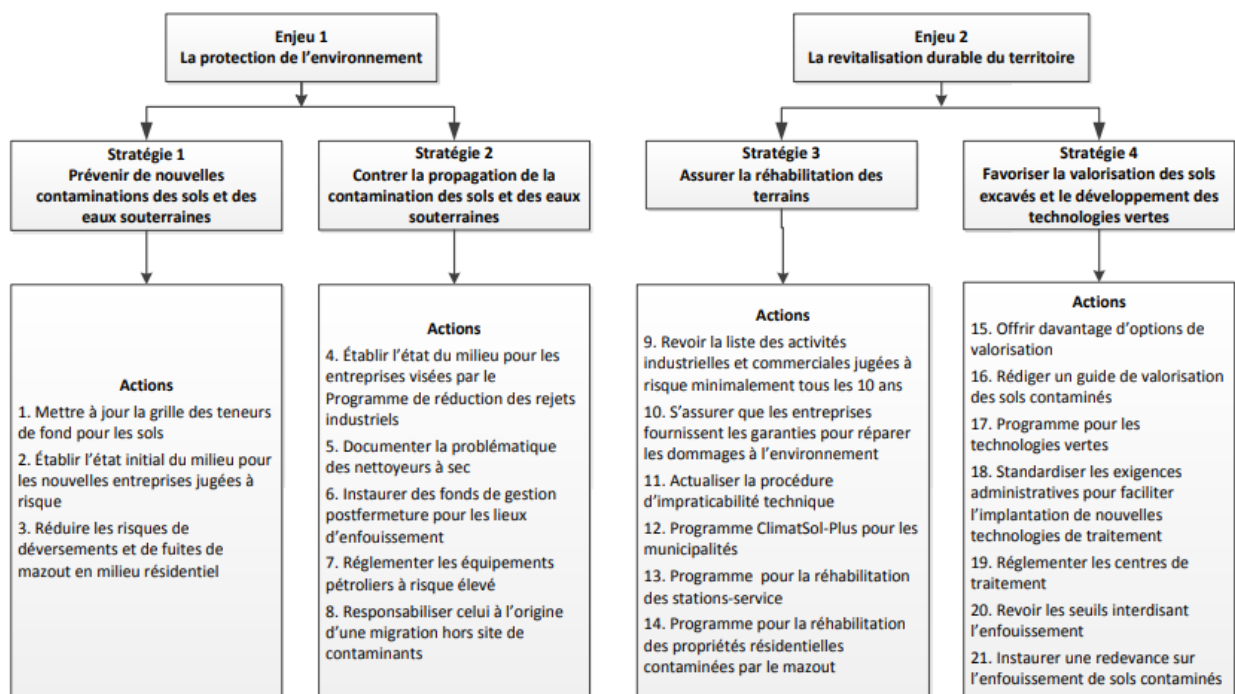 Enjeu 1
La protection de l’environnement
Enjeu 2
La revitalisation durable du territoire
Stratégie 1
Prévenir de nouvelles
contaminations des sols et des
eaux souterraines
Stratégie 2
Contrer la propagation de la
contamination des sols et des eaux
souterraines
Stratégie 3
Assurer la réhabilitation des
terrains
Stratégie 4
Favoriser la valorisation des sols
excavés et le développement des
technologies vertes
Actions
1. Mettre à jour la grille des teneurs
de fond pour les sols
2. Établir l’état initial du milieu pour
les nouvelles entreprises jugées à
risque
3. Réduire les risques de
déversements et de fuites de
mazout en milieu résidentiel
Actions
4. Établir l’état du milieu pour les
entreprises visées par le
Programme de réduction des rejets
industriels
5. Documenter la problématique
des nettoyeurs à sec
6. Instaurer des fonds de gestion
postfermeture pour les lieux
d’enfouissement
7. Réglementer les équipements
pétroliers à risque élevé
8. Responsabiliser celui à l’origine
d’une migration hors site de
contaminants
Actions
9. Revoir la liste des activités
industrielles et commerciales jugées à
risque minimalement tous les 10 ans
10. S’assurer que les entreprises
fournissent les garanties pour réparer
les dommages à l’environnement
11. Actualiser la procédure
d’impraticabilité technique
12. Programme ClimatSol-Plus pour les
municipalités
13. Programme pour la réhabilitation
des stations-service
14. Programme pour la réhabilitation
des propriétés résidentielles
contaminées par le mazout
Actions
15. Offrir davantage d’options de
valorisation
16. Rédiger un guide de valorisation
des sols contaminés
17. Programme pour les
technologies vertes
18. Standardiser les exigences
administratives pour faciliter
l’implantation de nouvelles
technologies de traitement
19. Réglementer les centres de
traitement
20. Revoir les seuils interdisant
l’enfouissement
21. Instaurer une redevance sur
l’enfouissement de sols contaminés